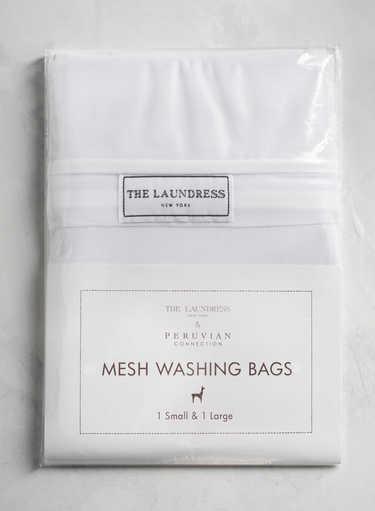 THE LAUNDRESS
NEW YORK
THE LAUNDRESS
NEW YORK
&
PERUVIAN
CONNECTION
MESH WASHING BAGS
1 Small & 1 Large